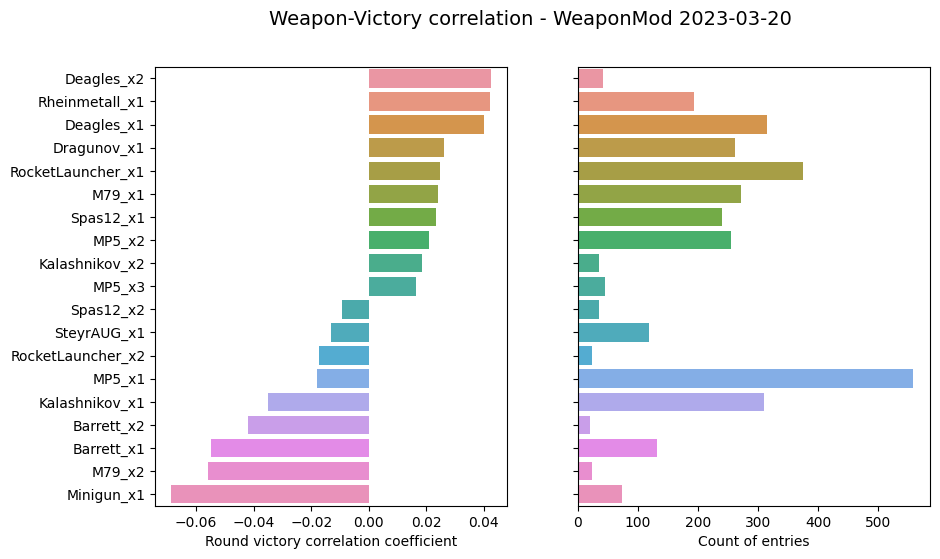 Weapon-Victory correlation - WeaponMod 2023-03-20
Deagles_x2
Rheinmetall_x1
Deagles_x1
Dragunov_x1
RocketLauncher_x1
M79_x1
Spas12_x1
MP5_x2
Kalashnikov_x2
MP5_x3
Spas12_x2
SteyrAUG_x1
RocketLauncher_x2
MP5_x1
Kalashnikov_x1
Barrett_x2
Barrett_x1
M79_x2
Minigun_x1
−0.06 −0.04 −0.02 0.00 0.02 0.04
Round victory correlation coefficient
0 100 200 300 400 500
Count of entries